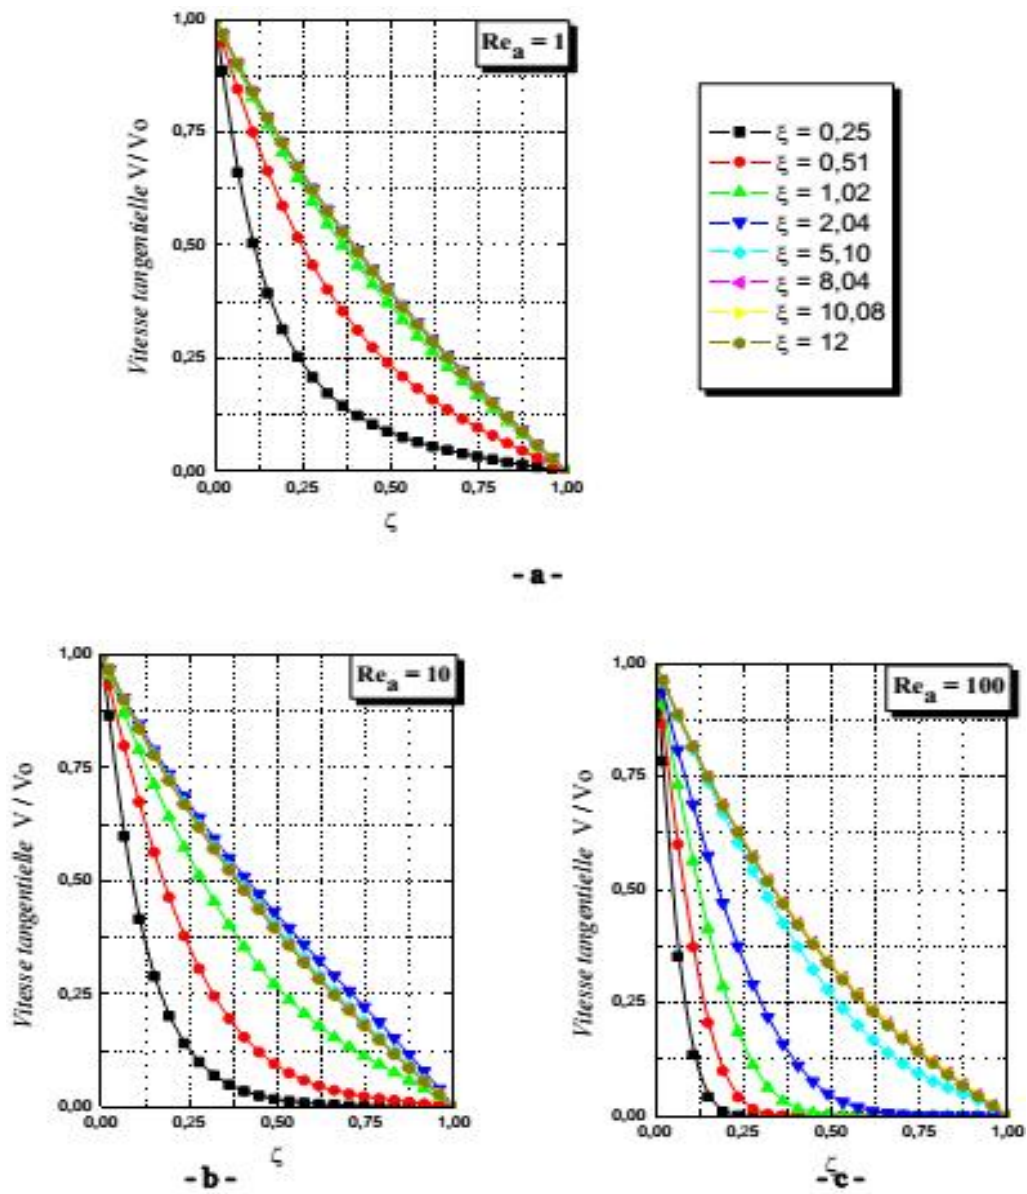 Re_a = 1
1,00
0,75
0,50
0,25
0,00
Vitesse tangentielle V/Vo
0,00 0,25 0,50 0,75 1,00
ζ
- a -
ξ = 0,25
ξ = 0,51
ξ = 1,02
ξ = 2,04
ξ = 5,10
ξ = 8,04
ξ = 10,08
ξ = 12
Re_a = 10
1,00
0,75
0,50
0,25
0,00
Vitesse tangentielle V / Vo
0,00 0,25 0,50 0,75 1,00
ζ
- b -
Re_a = 100
1,00
0,75
0,50
0,25
0,00
Vitesse tangentielle V / Vo
0,00 0,25 0,50 0,75 1,00
ζ
- c -